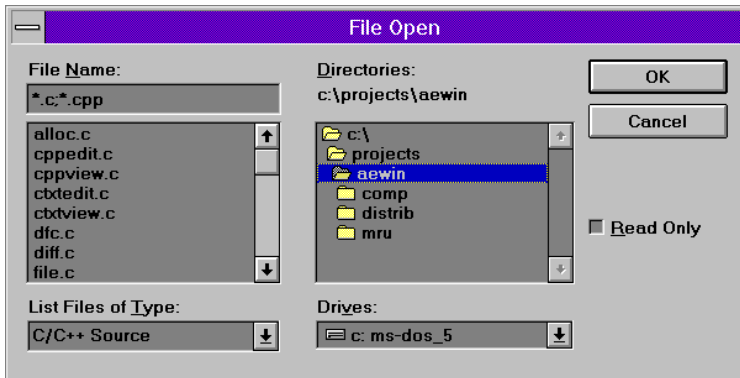 File Open
File Name:
*.c;*.cpp
alloc.c
cppedit.c
cppview.c
ctxtedit.c
ctxtview.c
dfc.c
diff.c
file.c
List Files of Type:
C/C++ Source
Directories:
c:\projects\aewin
c:\
projects
aewin
comp
distrib
mru
Drives:
c: ms-dos_5
OK
Cancel
Read Only